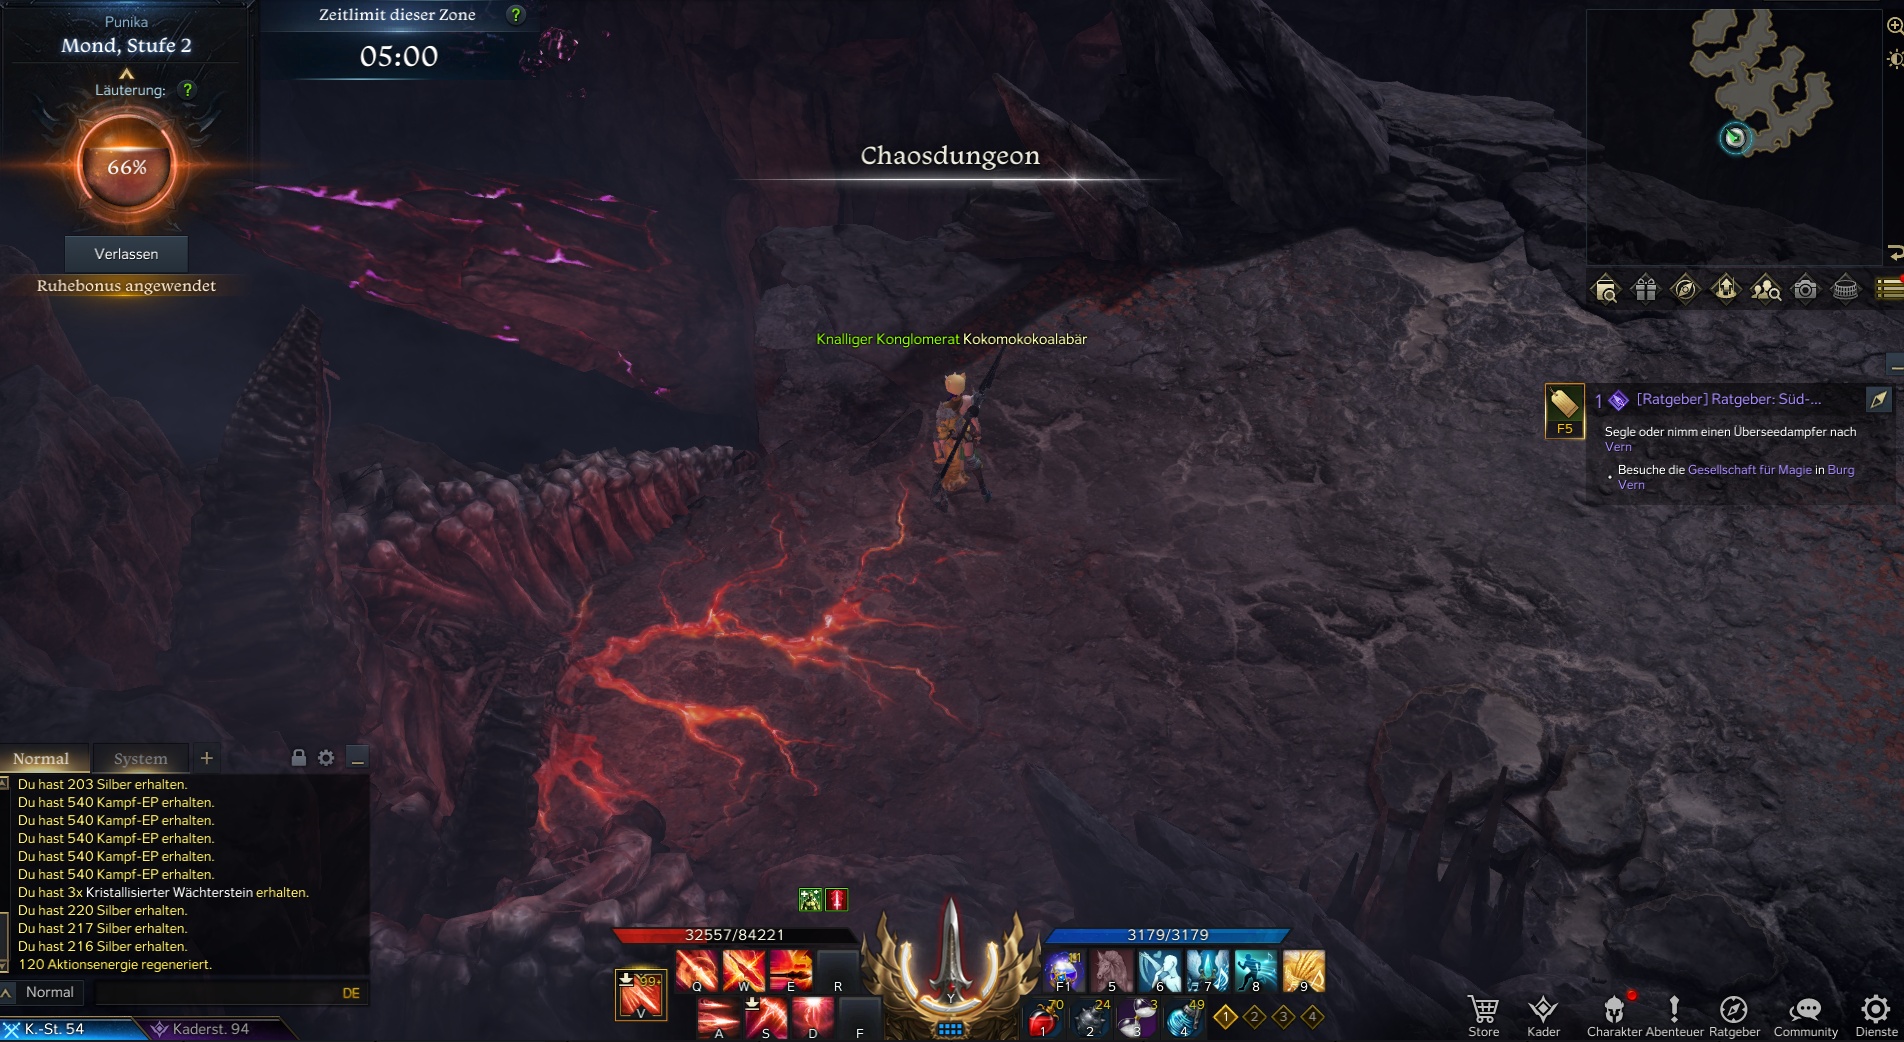 Punika
Mond, Stufe 2
Läuterung: ?
66%
Verlassen
Ruhebonus angewendet
Zeitlimit dieser Zone ?
05:00
Chaosdungeon
Knalliger Konglomerat Kokomokokoalabär
F5
1 [Ratgeber] Ratgeber: Süd-...
Segle oder nimm einen Überseedampfer nach
Vern
• Besuche die Gesellschaft für Magie in Burg
Vern
Normal System +
Du hast 203 Silber erhalten.
Du hast 540 Kampf-EP erhalten.
Du hast 540 Kampf-EP erhalten.
Du hast 540 Kampf-EP erhalten.
Du hast 540 Kampf-EP erhalten.
Du hast 540 Kampf-EP erhalten.
Du hast 3x Kristallisierter Wächterstein erhalten.
Du hast 220 Silber erhalten.
Du hast 217 Silber erhalten.
Du hast 216 Silber erhalten.
120 Aktionsenergie regeneriert.
Normal DE
K.-St. 54 Kaderst. 94
32557/84221
3179/3179
99+
V
Q W E R
A S D F
Y
F1 5 6 7 8 F9
70 24 3 49
1 2 3 4
1 2 3 4
Store Kader Charakter Abenteuer Ratgeber Community Dienste